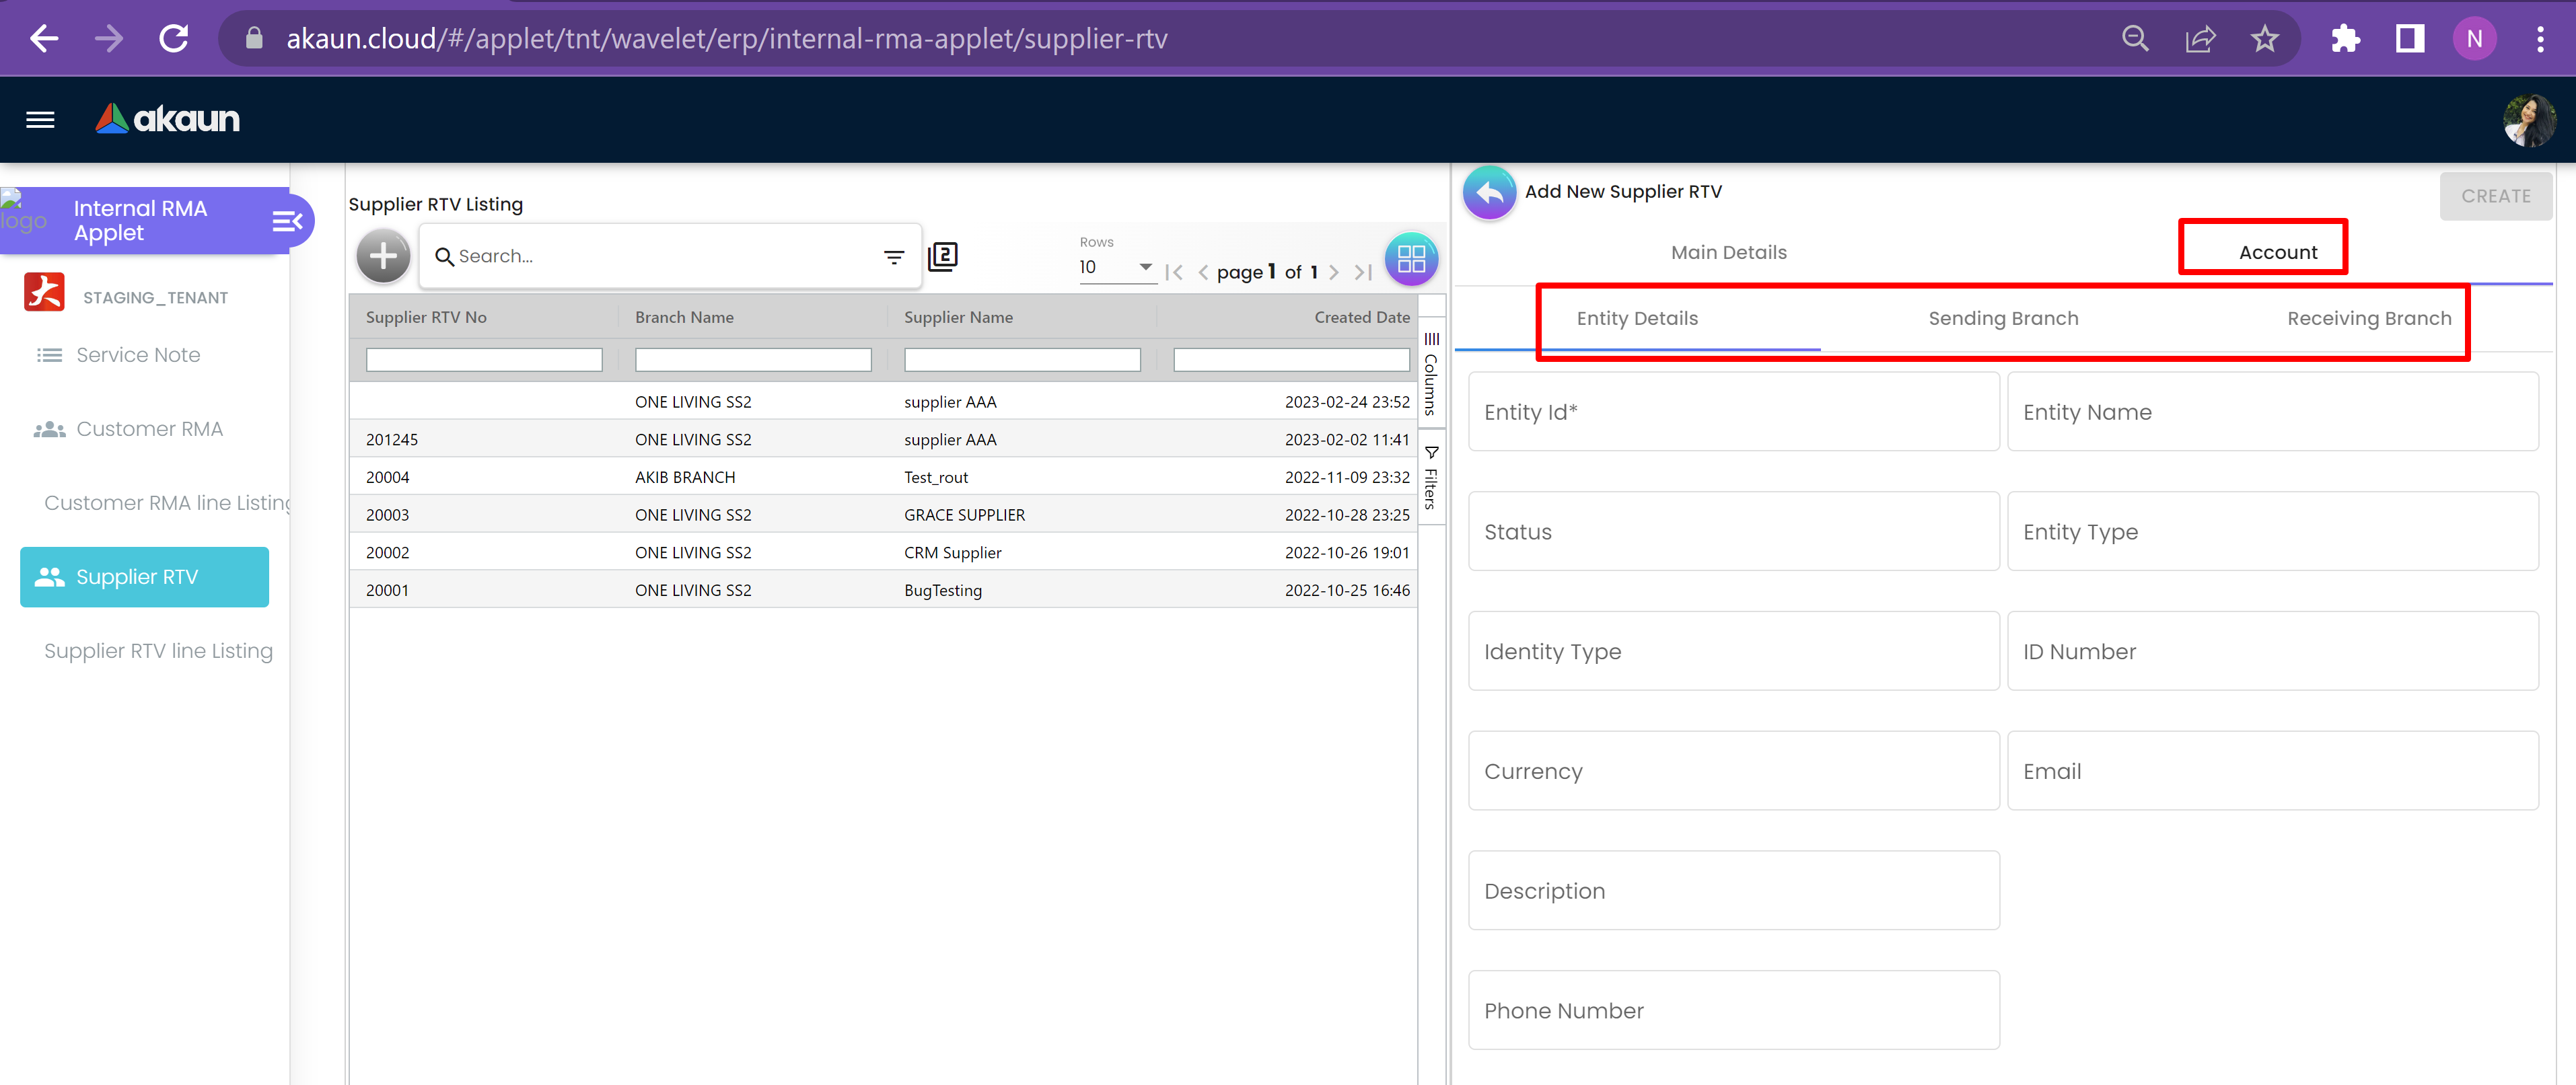 akaun.cloud/#/applet/tnt/wavelet/erp/internal-rma-applet/supplier-rtv
N
akaun
logo
Internal RMA
Applet
STAGING_TENANT
Service Note
Customer RMA
Customer RMA line Listing
Supplier RTV
Supplier RTV line Listing
Supplier RTV Listing
Search...
2
Rows
10
page 1 of 1
Supplier RTV No Branch Name Supplier Name Created Date
ONE LIVING SS2 supplier AAA 2023-02-24 23:52
201245 ONE LIVING SS2 supplier AAA 2023-02-02 11:41
20004 AKIB BRANCH Test_rout 2022-11-09 23:32
20003 ONE LIVING SS2 GRACE SUPPLIER 2022-10-28 23:25
20002 ONE LIVING SS2 CRM Supplier 2022-10-26 19:01
20001 ONE LIVING SS2 BugTesting 2022-10-25 16:46
Columns
Filters
Add New Supplier RTV
CREATE
Main Details Account
Entity Details Sending Branch Receiving Branch
Entity Id* Entity Name
Status Entity Type
Identity Type ID Number
Currency Email
Description
Phone Number